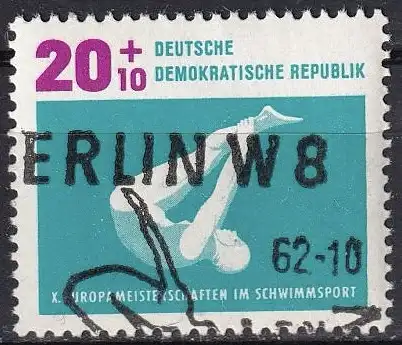 20+10 DEUTSCHE
DEMOKRATISCHE REPUBLIK
ERLIN W8
62-10
X. EUROPAMEISTERSCHAFTEN IM SCHWIMMSPORT